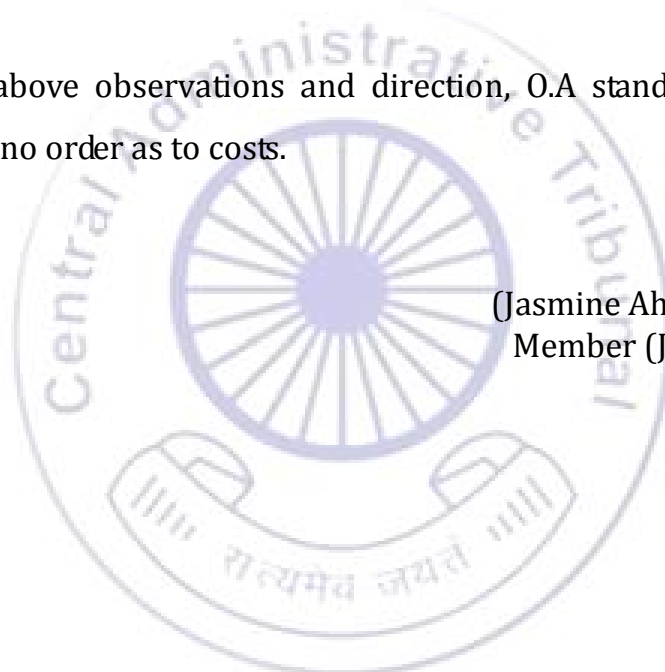 above observations and direction, O.A stand
no order as to costs.
(Jasmine Ah
Member (J
Central Administrative Tribunal
सत्यमेव जयते